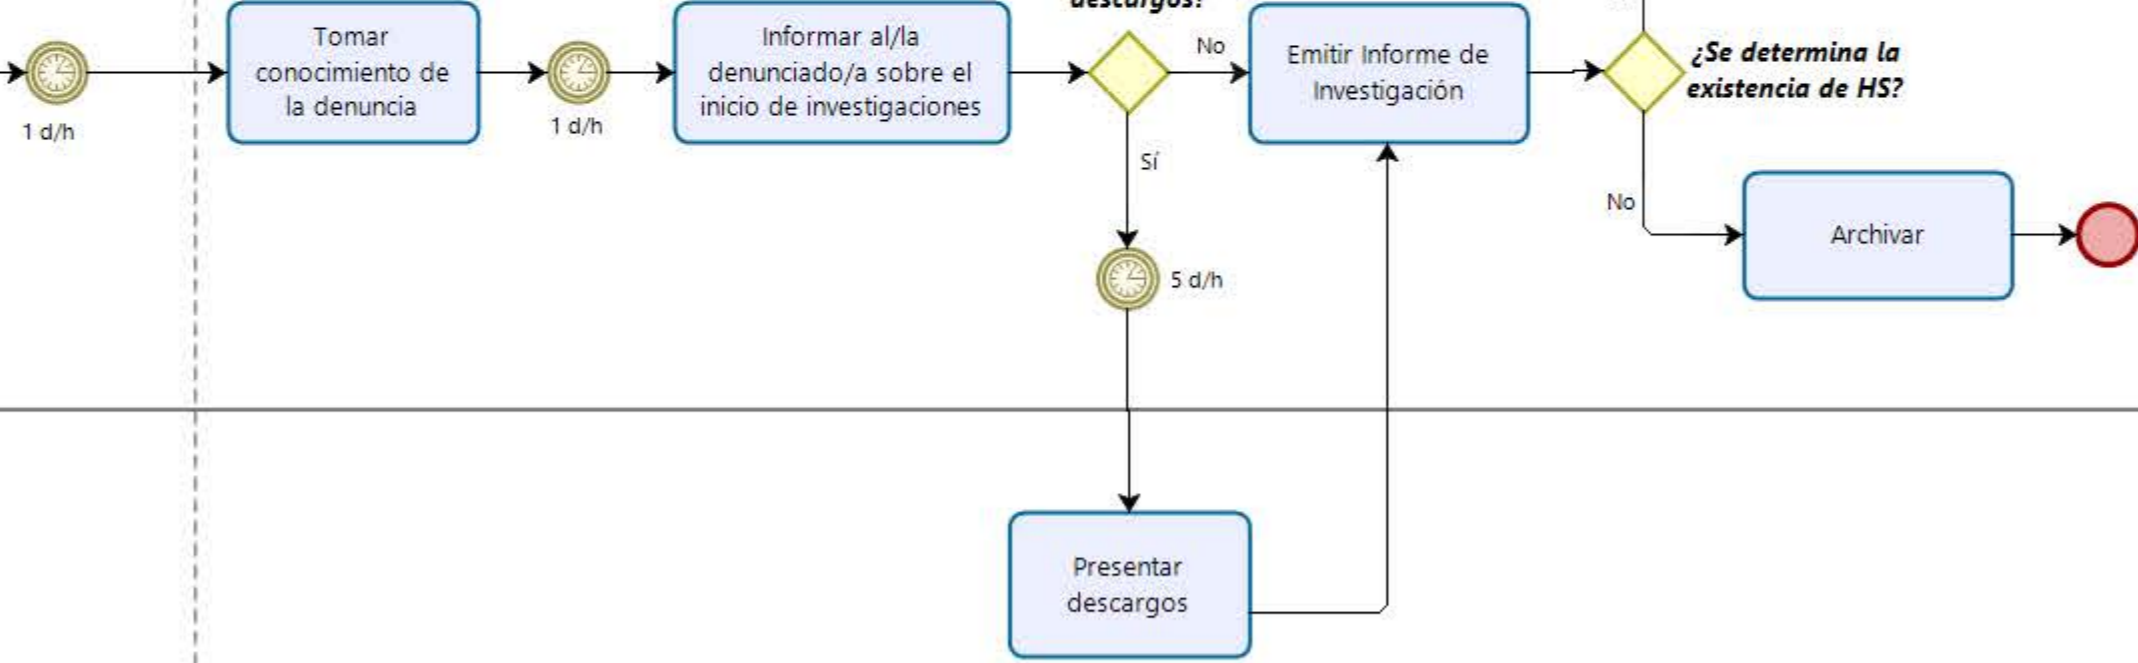 descargos?
Tomar
conocimiento de
la denuncia
Informar al/la
denunciado/a sobre el
inicio de investigaciones
No
Emitir Informe de
Investigación
¿Se determina la
existencia de HS?
1 d/h
1 d/h
Sí
5 d/h
No
Archivar
Presentar
descargos